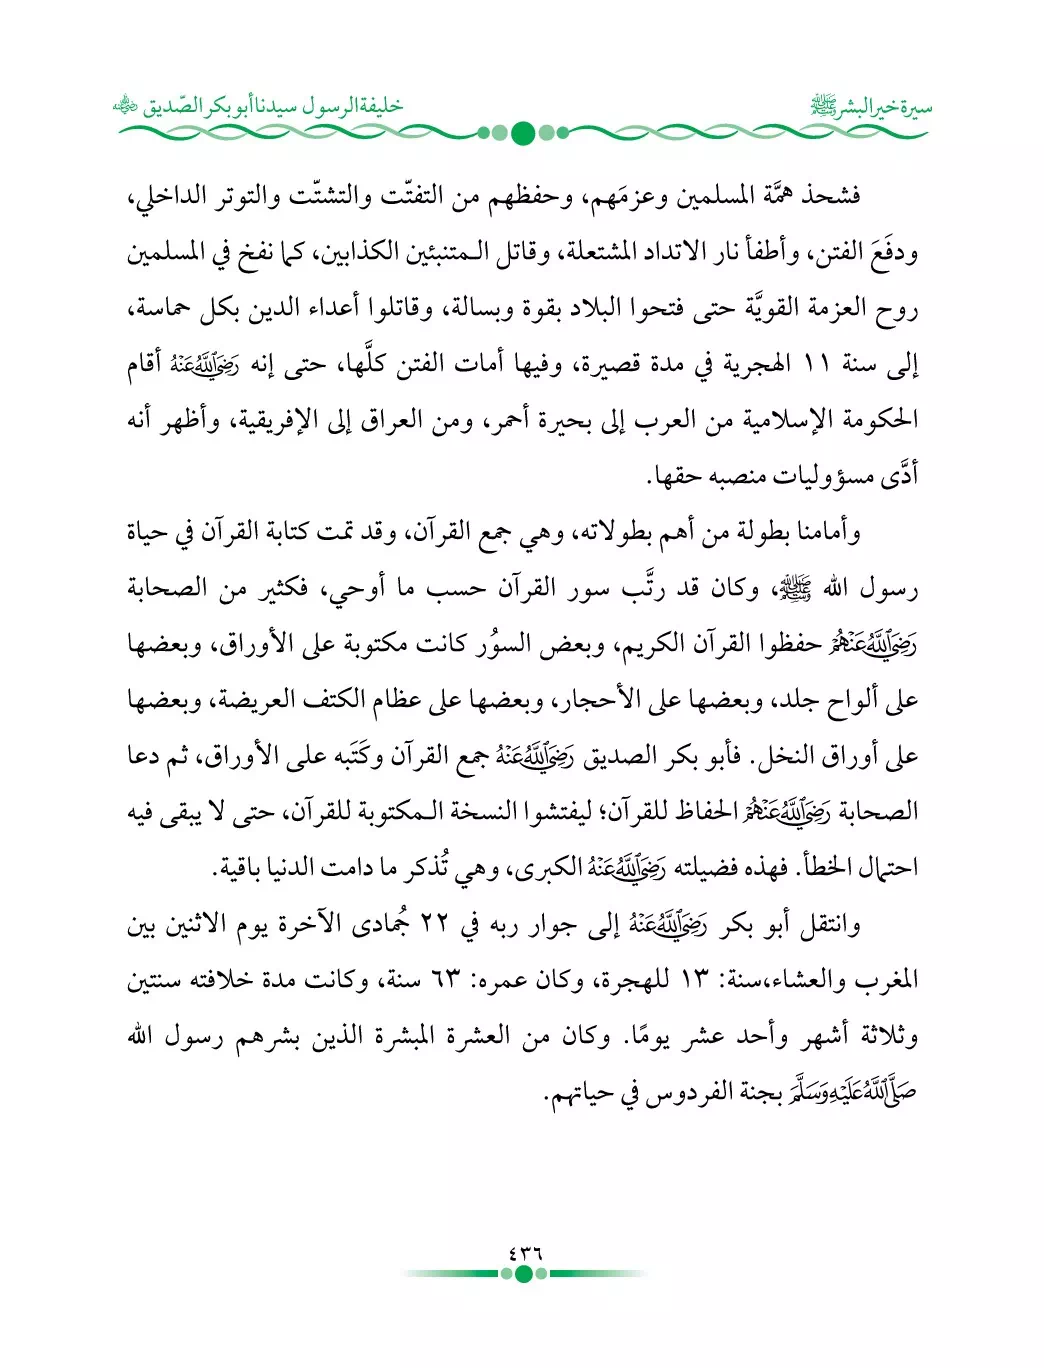 سيرة خير البشر ﷺ
خليفة الرسول سيدنا أبو بكر الصّديق رضي الله عنه
فشحذ همَّة المسلمين وعزمَهم، وحفظهم من التفتّت والتشتّت والتوتر الداخلي،
ودفَعَ الفتن، وأطفأ نار الاتداد المشتعلة، وقاتل الـمتنبئين الكذابين، كما نفخ في المسلمين
روح العزمة القويَّة حتى فتحوا البلاد بقوة وبسالة، وقاتلوا أعداء الدين بكل حماسة،
إلى سنة ١١ الهجرية في مدة قصيرة، وفيها أمات الفتن كلَّها، حتى إنه رَضِيَ اللَّهُ عَنْهُ أقام
الحكومة الإسلامية من العرب إلى بحيرة أحمر، ومن العراق إلى الإفريقية، وأظهر أنه
أدَّى مسؤوليات منصبه حقها.
وأمامنا بطولة من أهم بطولاته، وهي جمع القرآن، وقد تمت كتابة القرآن في حياة
رسول الله ﷺ، وكان قد رتَّب سور القرآن حسب ما أوحي، فكثير من الصحابة
رَضِيَ اللَّهُ عَنْهُمْ حفظوا القرآن الكريم، وبعض السوُر كانت مكتوبة على الأوراق، وبعضها
على ألواح جلد، وبعضها على الأحجار، وبعضها على عظام الكتف العريضة، وبعضها
على أوراق النخل. فأبو بكر الصديق رَضِيَ اللَّهُ عَنْهُ جمع القرآن وكَتَبه على الأوراق، ثم دعا
الصحابة رَضِيَ اللَّهُ عَنْهُمْ الحفاظ للقرآن؛ ليفتشوا النسخة الـمكتوبة للقرآن، حتى لا يبقى فيه
احتمال الخطأ. فهذه فضيلته رَضِيَ اللَّهُ عَنْهُ الكبرى، وهي تُذكر ما دامت الدنيا باقية.
وانتقل أبو بكر رَضِيَ اللَّهُ عَنْهُ إلى جوار ربه في ٢٢ جُمادى الآخرة يوم الاثنين بين
المغرب والعشاء،سنة: ١٣ للهجرة، وكان عمره: ٦٣ سنة، وكانت مدة خلافته سنتين
وثلاثة أشهر وأحد عشر يومًا. وكان من العشرة المبشرة الذين بشرهم رسول الله
صَلَّى اللَّهُ عَلَيْهِ وَسَلَّمَ بجنة الفردوس في حياتهم.
٤٣٦